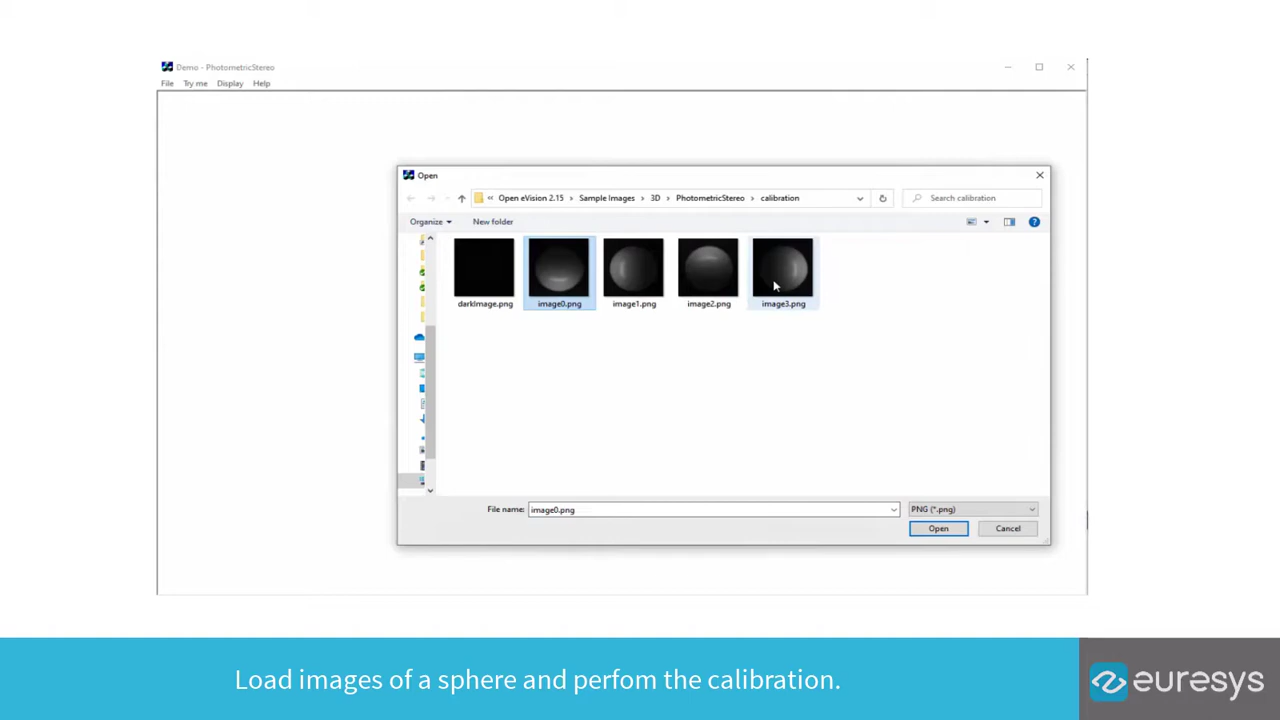 Demo - PhotometricStereo
File Try me Display Help
Open
« Open eVision 2.15 › Sample Images › 3D › PhotometricStereo › calibration
Search calibration
Organize New folder
darkImage.png image0.png image1.png image2.png image3.png
File name: image0.png PNG (*.png)
Open Cancel
Load images of a sphere and perfom the calibration.
euresys